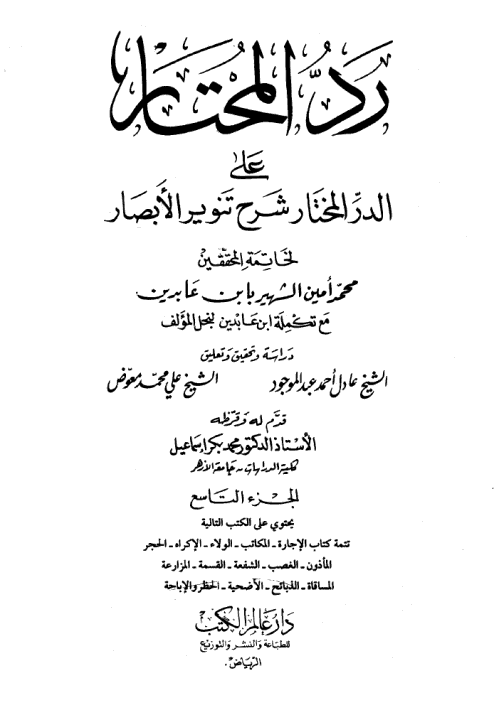 رد المحتار
على
الدر المختار شرح تنوير الأبصار
لخاتمة المحققين
محمد أمين الشهير بابن عابدين
مع تكملة ابن عابدين لنجل المؤلف
دراسة وتحقيق وتعليق
الشيخ عادل أحمد عبد الموجود الشيخ علي محمد معوض
قدم له وقرظه
الأستاذ الدكتور محمد بكر إسماعيل
كلية الدراسات - جامعة الأزهر
الجزء التاسع
يحتوي على الكتب التالية
تتمة كتاب الإجارة - المكاتب - الولاء - الإكراه - الحجر
المأذون - الغصب - الشفعة - القسمة - المزارعة
المساقاة - الذبائح - الأضحية - الحظر والإباحة
دار عالم الكتب
للطباعة والنشر والتوزيع
الرياض.